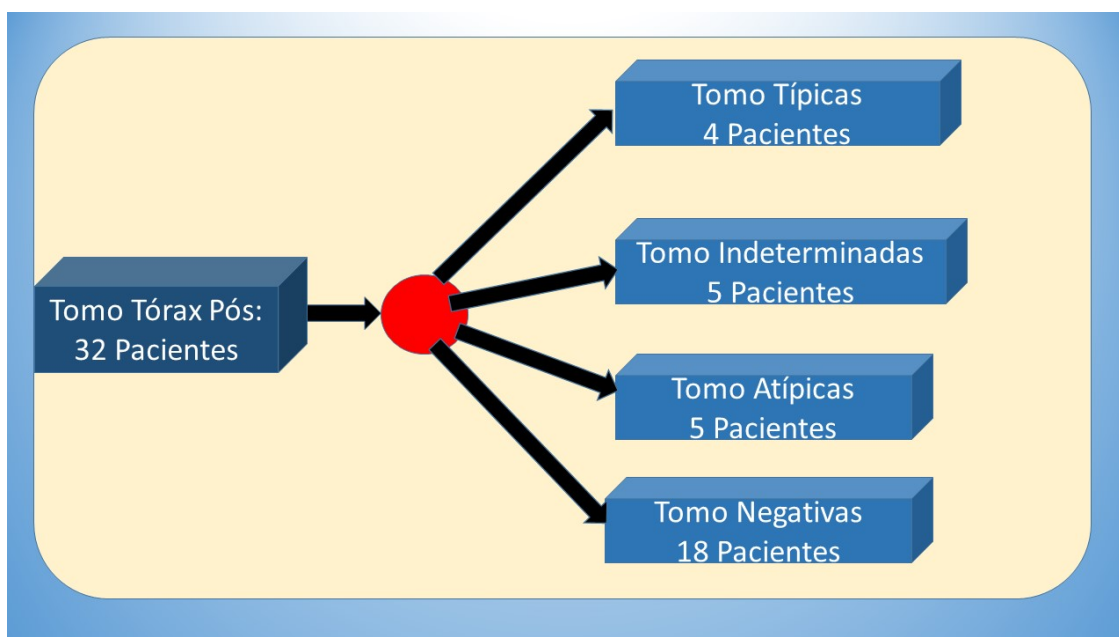 Tomo Tórax Pós:
32 Pacientes
Tomo Típicas
4 Pacientes
Tomo Indeterminadas
5 Pacientes
Tomo Atípicas
5 Pacientes
Tomo Negativas
18 Pacientes